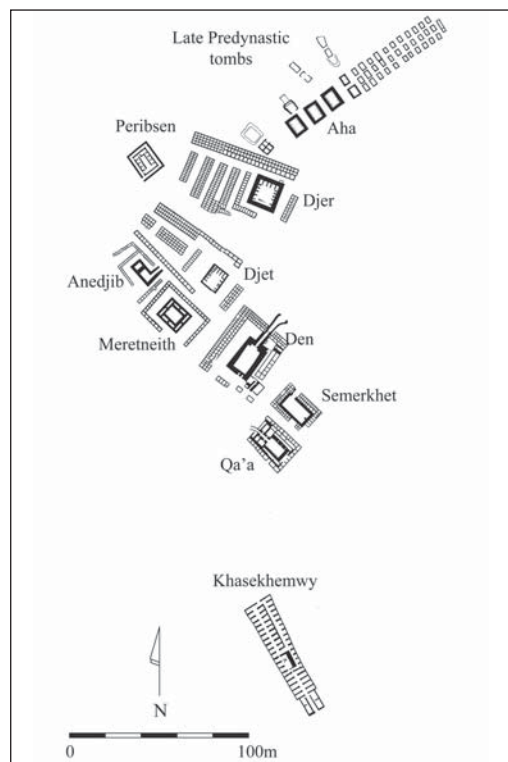 Late Predynastic
tombs
Aha
Peribsen
Djer
Djet
Anedjib
Meretneith
Den
Semerkhet
Qa'a
Khasekhemwy
N
0 100m